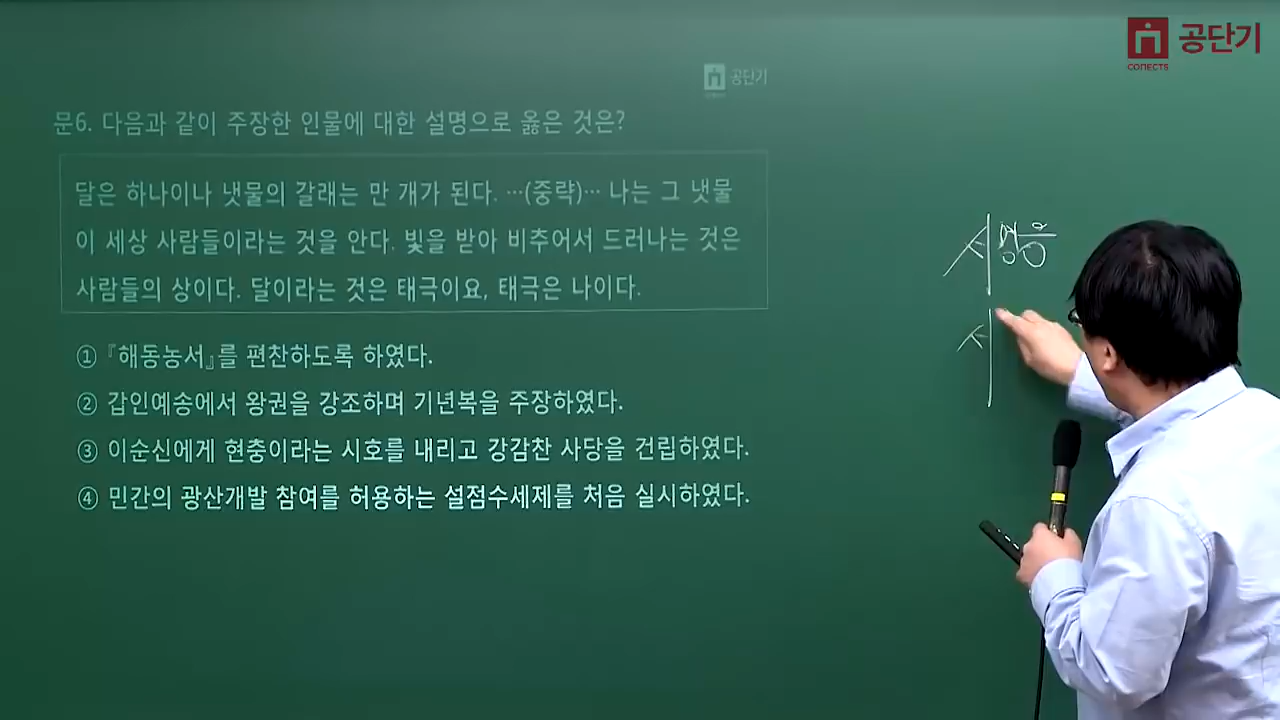 공단기
CONECTS
공단기
문6. 다음과 같이 주장한 인물에 대한 설명으로 옳은 것은?
달은 하나이나 냇물의 갈래는 만 개가 된다. …(중략)… 나는 그 냇물
이 세상 사람들이라는 것을 안다. 빛을 받아 비추어서 드러나는 것은
사람들의 상이다. 달이라는 것은 태극이요, 태극은 나이다.
① 『해동농서』를 편찬하도록 하였다.
② 갑인예송에서 왕권을 강조하며 기년복을 주장하였다.
③ 이순신에게 현충이라는 시호를 내리고 강감찬 사당을 건립하였다.
④ 민간의 광산개발 참여를 허용하는 설점수세제를 처음 실시하였다.